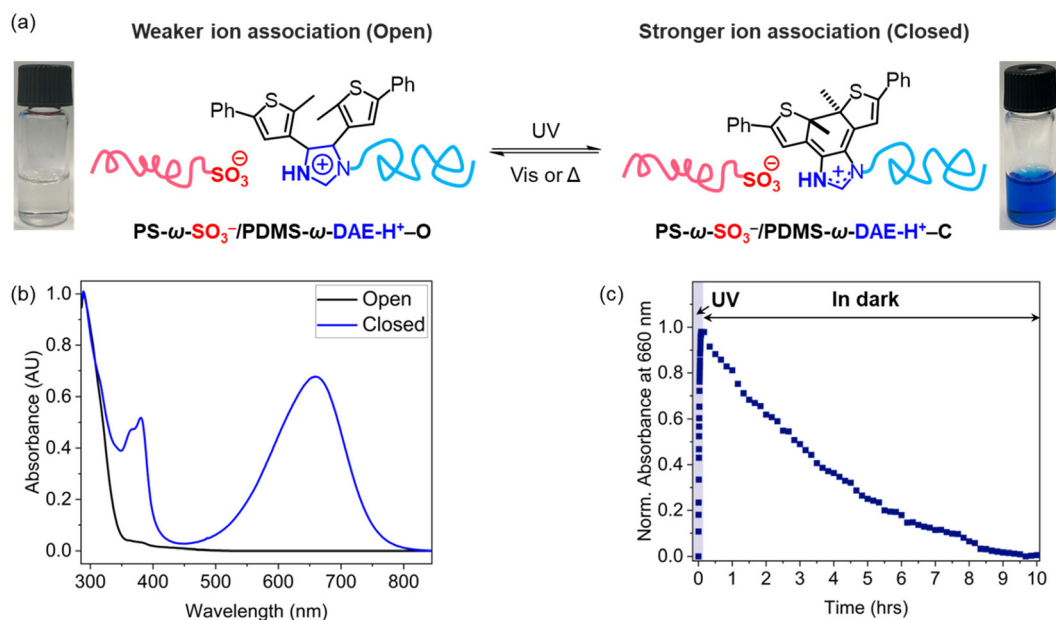 (a)
Weaker ion association (Open)
Stronger ion association (Closed)
Ph
S
S
Ph
HN
+
N
SO₃⊖
UV
Vis or Δ
Ph
S
S
Ph
HN
+
N
SO₃⊖
PS-ω-SO₃⁻/PDMS-ω-DAE-H⁺–O
PS-ω-SO₃⁻/PDMS-ω-DAE-H⁺–C
(b)
Open
Closed
Absorbance (AU)
1.0
0.8
0.6
0.4
0.2
0.0
300 400 500 600 700 800
Wavelength (nm)
(c)
UV
In dark
Norm. Absorbance at 660 nm
1.0
0.8
0.6
0.4
0.2
0.0
0 1 2 3 4 5 6 7 8 9 10
Time (hrs)